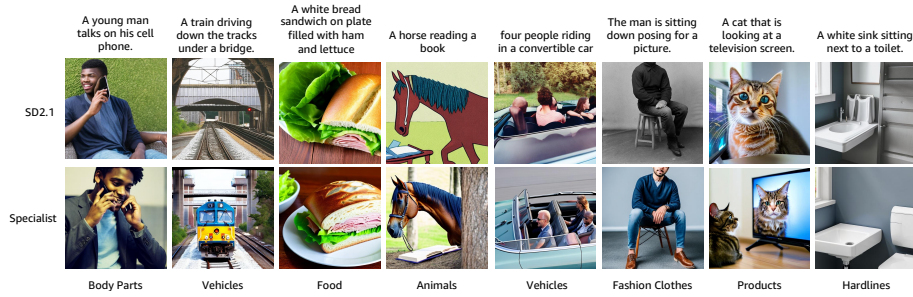 A young man
talks on his cell
phone.
A train driving
down the tracks
under a bridge.
A white bread
sandwich on plate
filled with ham
and lettuce
A horse reading a
book
four people riding
in a convertible car
The man is sitting
down posing for a
picture.
A cat that is
looking at a
television screen.
A white sink sitting
next to a toilet.
SD2.1
Specialist
Body Parts
Vehicles
Food
Animals
Vehicles
Fashion Clothes
Products
Hardlines